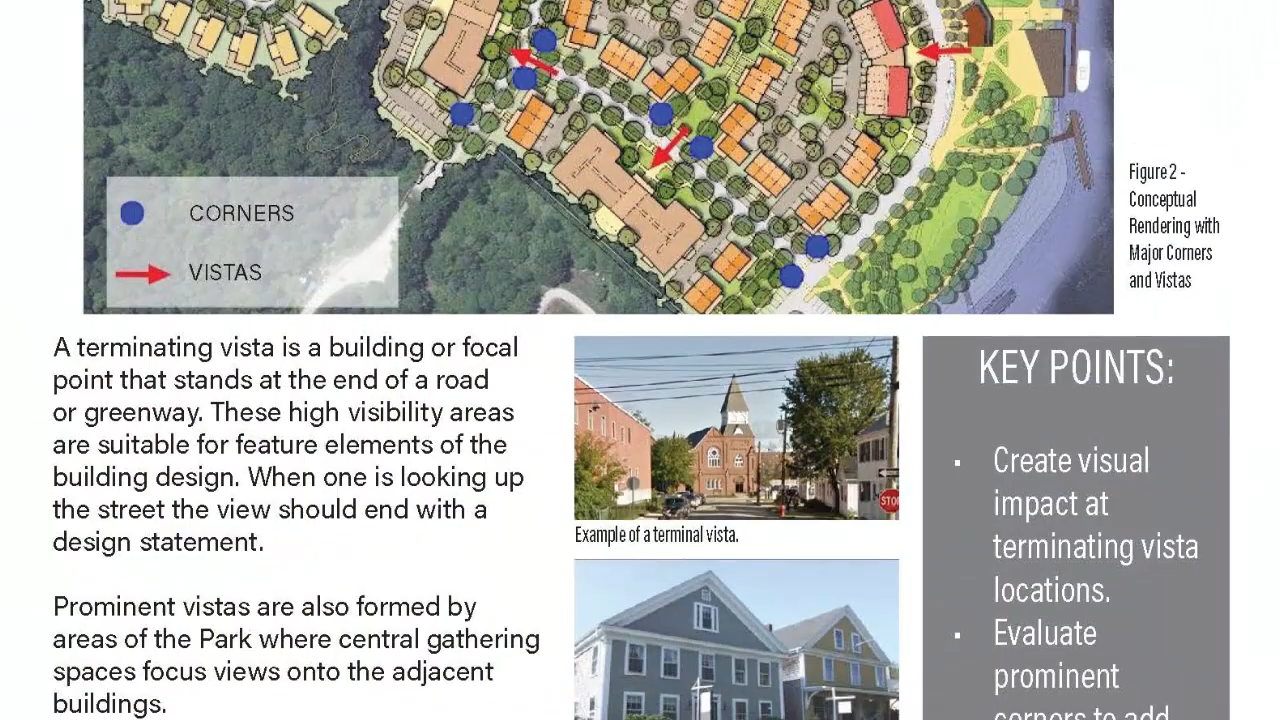 CORNERS
VISTAS
Figure 2 -
Conceptual
Rendering with
Major Corners
and Vistas
A terminating vista is a building or focal
point that stands at the end of a road
or greenway. These high visibility areas
are suitable for feature elements of the
building design. When one is looking up
the street the view should end with a
design statement.
Prominent vistas are also formed by
areas of the Park where central gathering
spaces focus views onto the adjacent
buildings.
STO
Example of a terminal vista.
KEY POINTS:
▪ Create visual
impact at
terminating vista
locations.
▪ Evaluate
prominent
corners to add